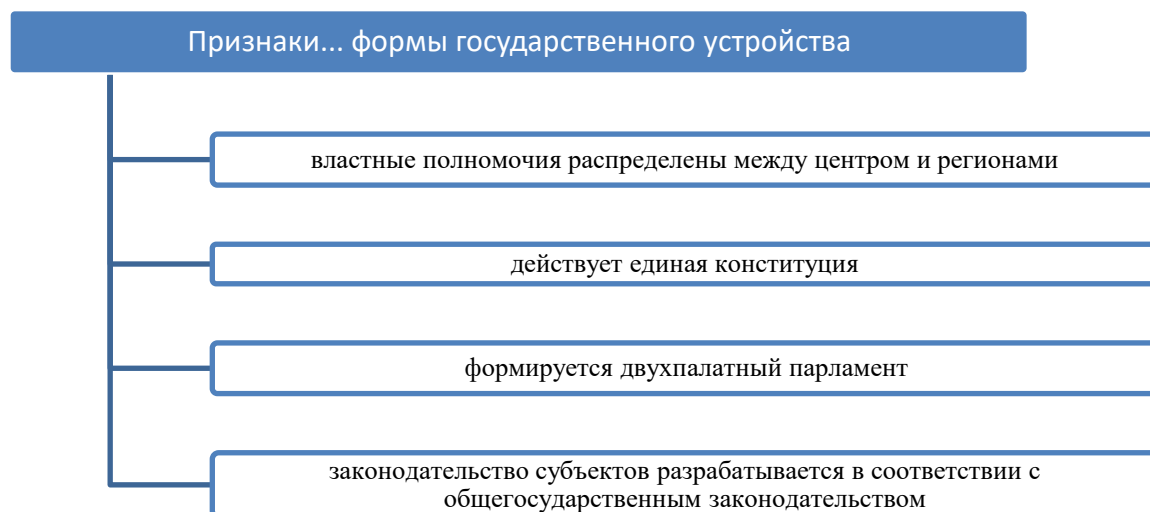 Признаки... формы государственного устройства
властные полномочия распределены между центром и регионами
действует единая конституция
формируется двухпалатный парламент
законодательство субъектов разрабатывается в соответствии с
общегосударственным законодательством